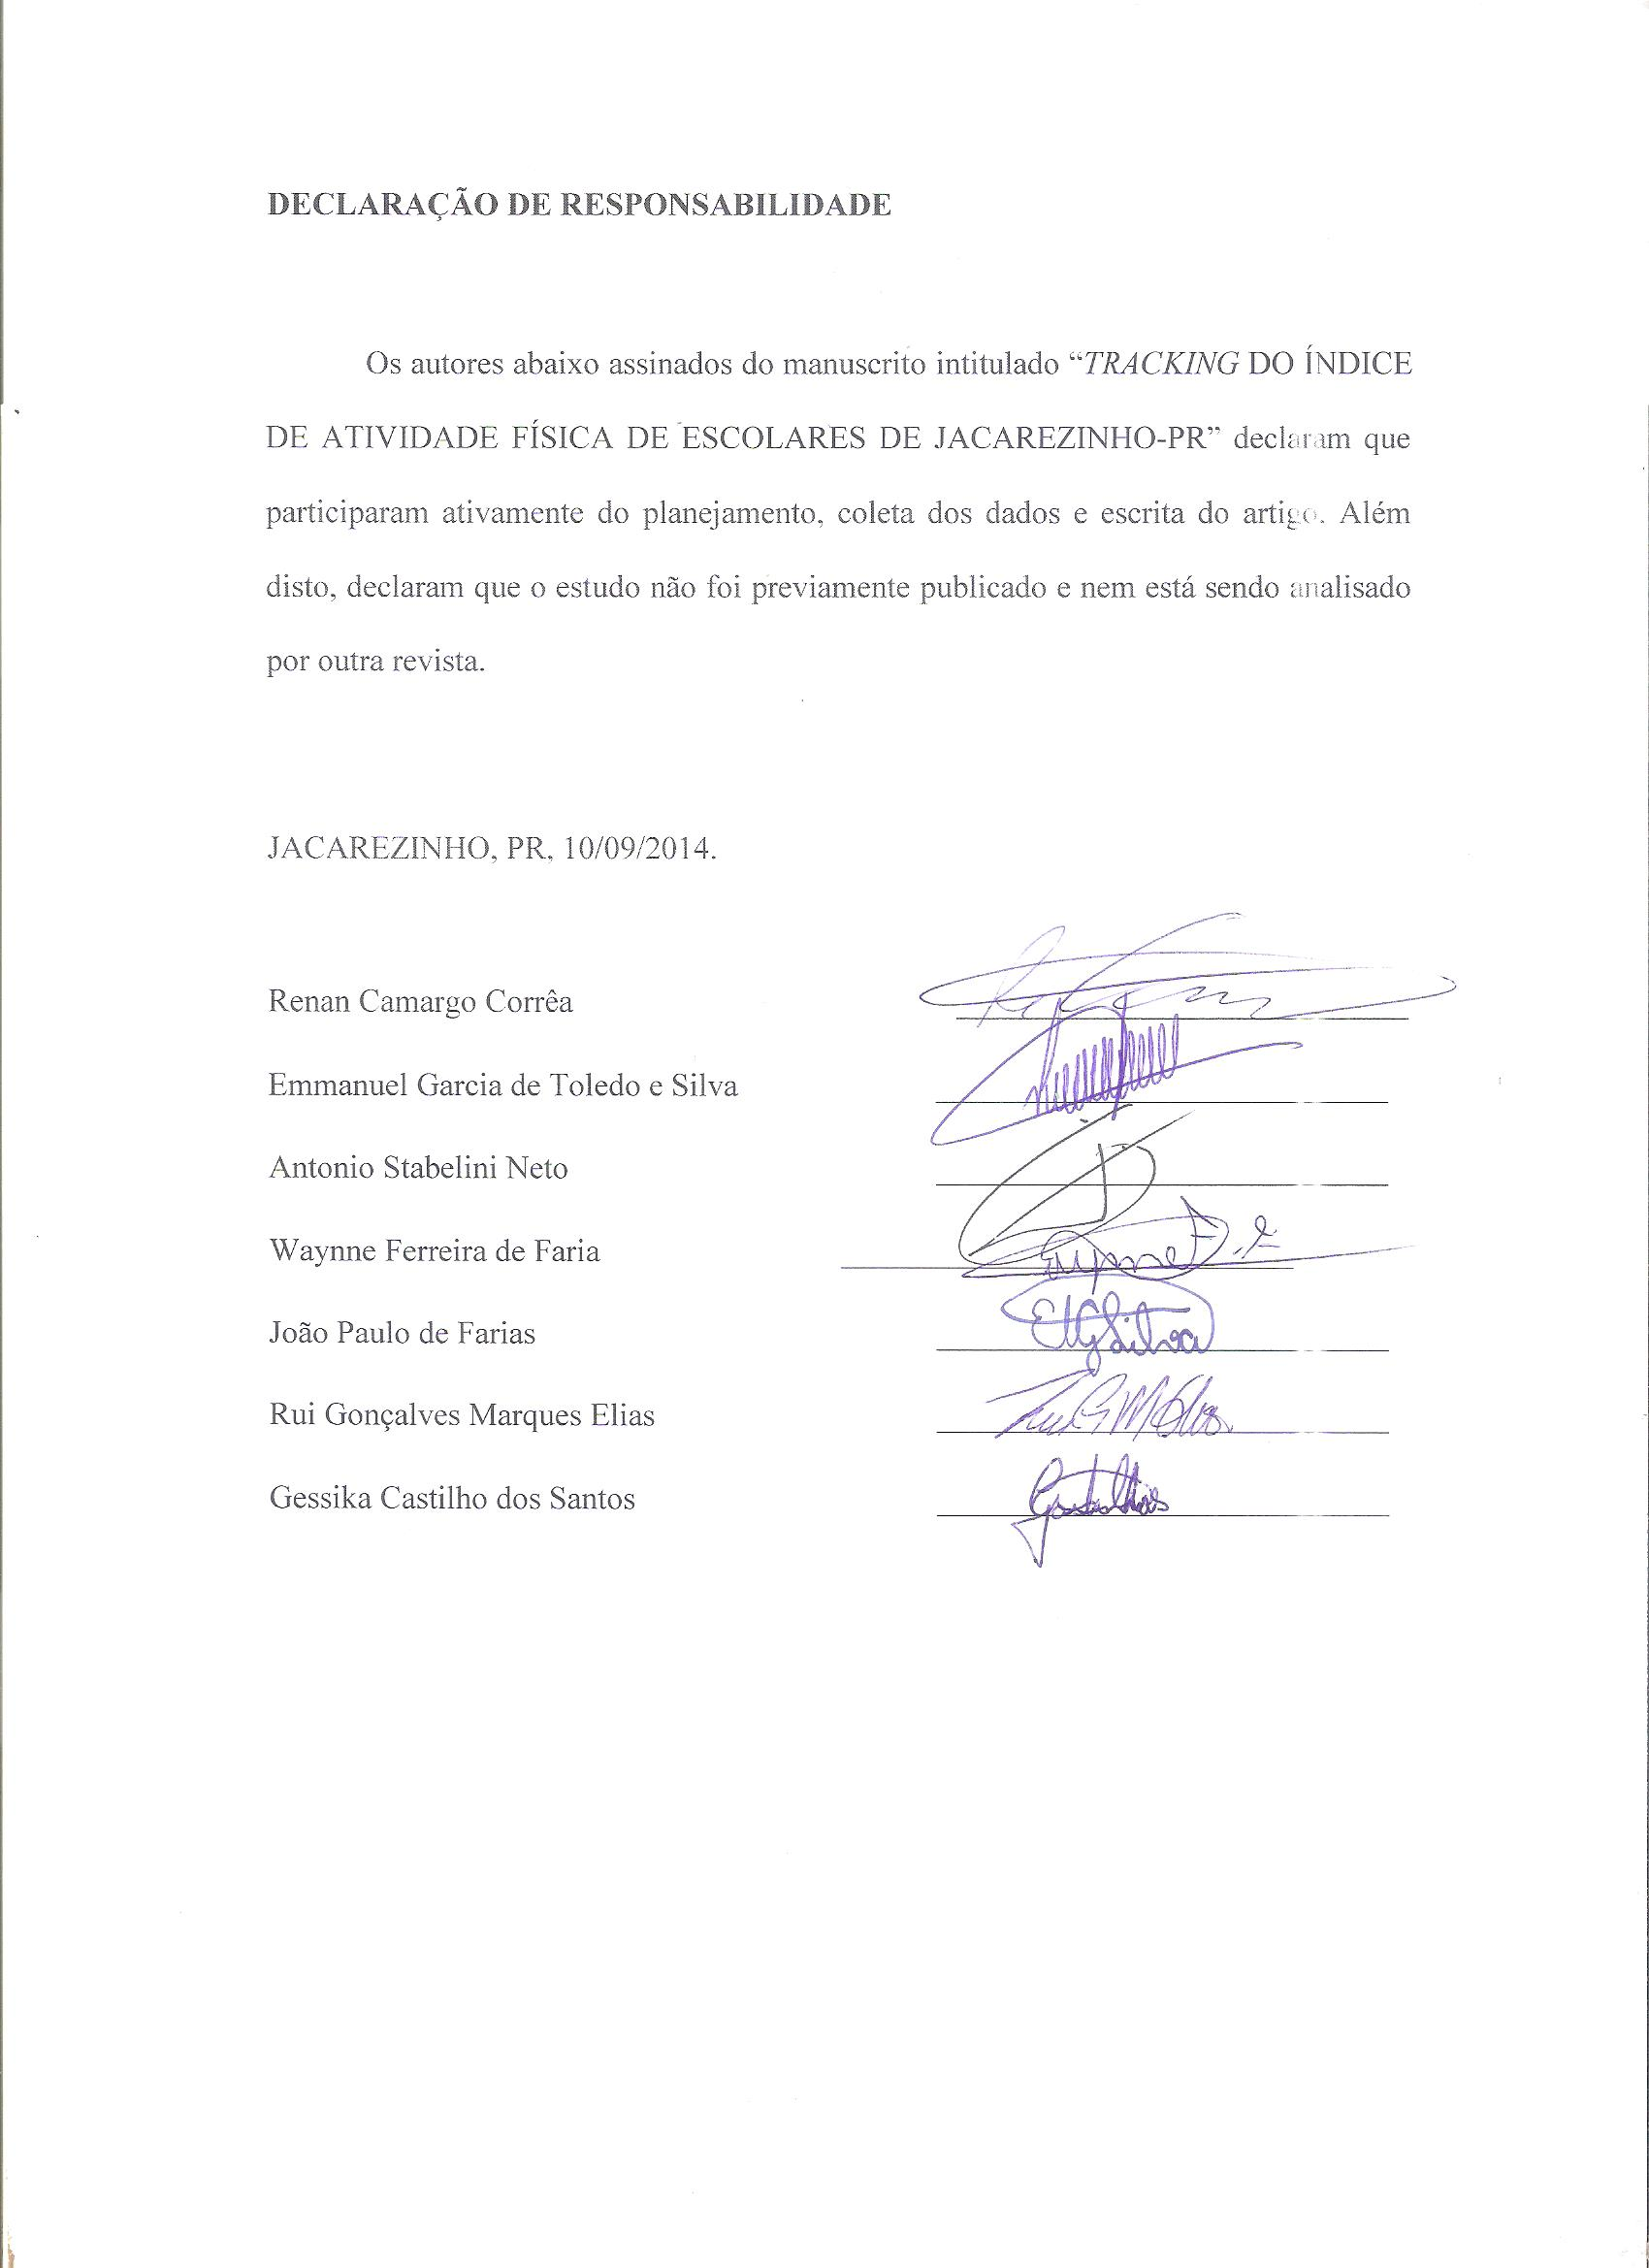 DECLARAÇÃO DE RESPONSABILIDADE
Os autores abaixo assinados do manuscrito intitulado “TRACKING DO ÍNDICE
DE ATIVIDADE FÍSICA DE ESCOLARES DE JACAREZINHO-PR” declaram que
participaram ativamente do planejamento, coleta dos dados e escrita do artigo. Além
disto, declaram que o estudo não foi previamente publicado e nem está sendo analisado
por outra revista.
JACAREZINHO, PR, 10/09/2014.
Renan Camargo Corrêa
Emmanuel Garcia de Toledo e Silva
Antonio Stabelini Neto
Waynne Ferreira de Faria
João Paulo de Farias
EtgSilva
Rui Gonçalves Marques Elias
Gessika Castilho dos Santos